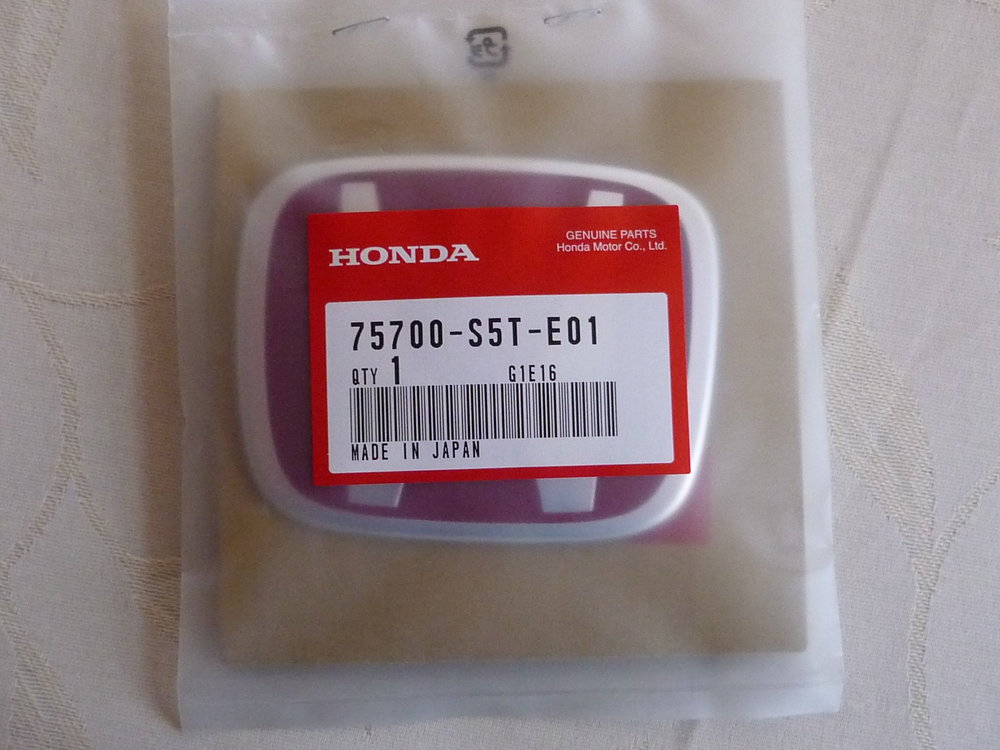 HONDA
GENUINE PARTS
Honda Motor Co., Ltd.
75700-S5T-E01
QTY 1 G1E16
MADE IN JAPAN